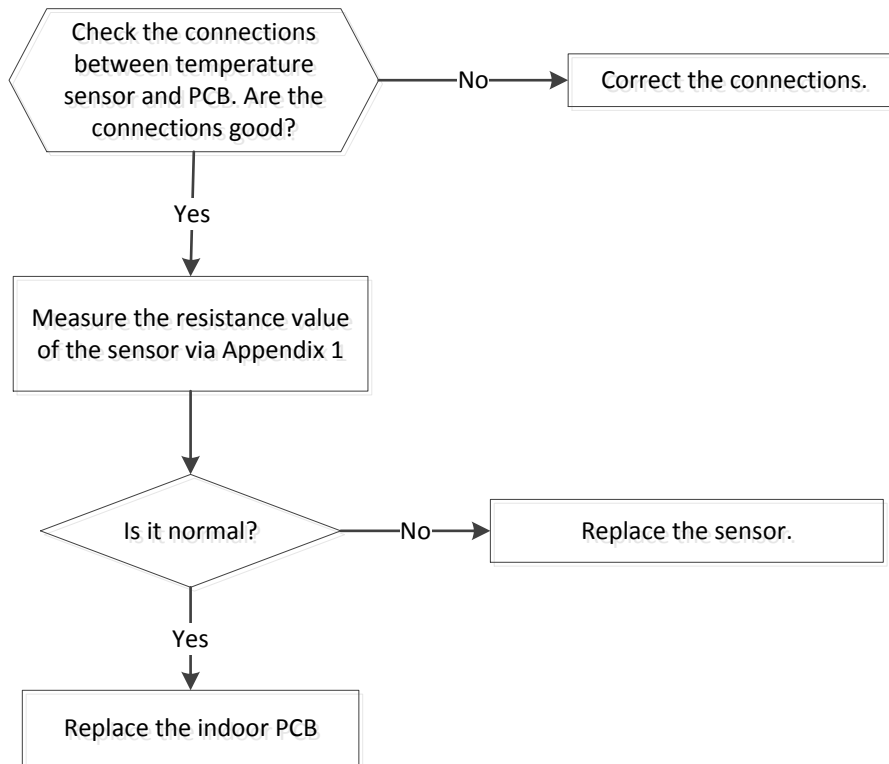 Check the connections
between temperature
sensor and PCB. Are the
connections good?
No
Correct the connections.
Yes
Measure the resistance value
of the sensor via Appendix 1
Is it normal?
No
Replace the sensor.
Yes
Replace the indoor PCB